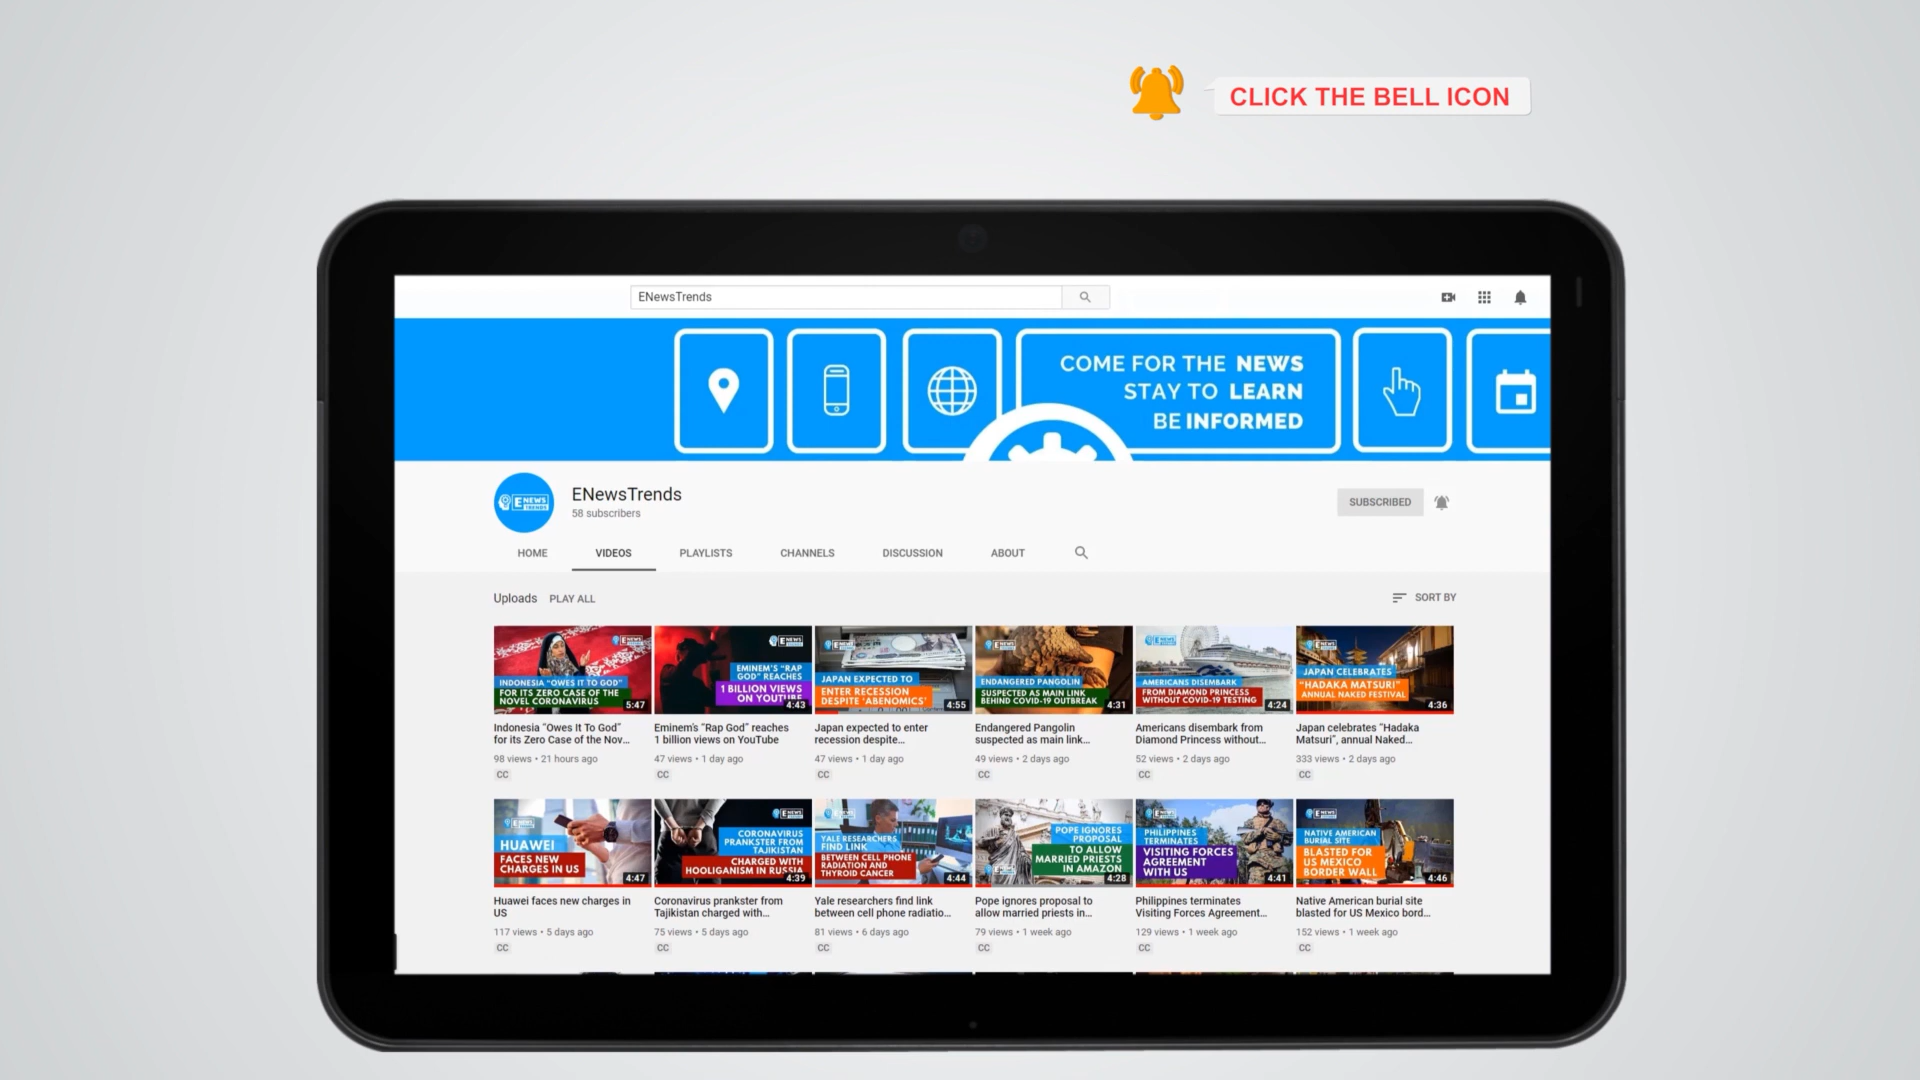 CLICK THE BELL ICON
ENewsTrends
COME FOR THE NEWS
STAY TO LEARN
BE INFORMED
E NEWS
TRENDS
ENewsTrends
58 subscribers
SUBSCRIBED
HOME
VIDEOS
PLAYLISTS
CHANNELS
DISCUSSION
ABOUT
Uploads
PLAY ALL
SORT BY
INDONESIA "OWES IT TO GOD"
FOR ITS ZERO CASE OF THE
NOVEL CORONAVIRUS
5:47
EMINEM'S "RAP
GOD" REACHES
1 BILLION VIEWS
ON YOUTUBE
4:43
JAPAN EXPECTED TO
ENTER RECESSION
DESPITE 'ABENOMICS'
4:55
ENDANGERED PANGOLIN
SUSPECTED AS MAIN LINK
BEHIND COVID-19 OUTBREAK
4:31
AMERICANS DISEMBARK
FROM DIAMOND PRINCESS
WITHOUT COVID-19 TESTING
4:24
JAPAN CELEBRATES
"HADAKA MATSURI"
ANNUAL NAKED FESTIVAL
4:36
Indonesia "Owes It To God"
for its Zero Case of the Nov...
98 views • 21 hours ago
CC
Eminem's "Rap God" reaches
1 billion views on YouTube
47 views • 1 day ago
CC
Japan expected to enter
recession despite...
47 views • 1 day ago
CC
Endangered Pangolin
suspected as main link...
49 views • 2 days ago
CC
Americans disembark from
Diamond Princess without...
52 views • 2 days ago
CC
Japan celebrates "Hadaka
Matsuri", annual Naked...
333 views • 2 days ago
CC
HUAWEI
FACES NEW
CHARGES IN US
4:47
CORONAVIRUS
PRANKSTER FROM
TAJIKISTAN
CHARGED WITH
HOOLIGANISM IN RUSSIA
4:39
YALE RESEARCHERS
FIND LINK
BETWEEN CELL PHONE
RADIATION AND
THYROID CANCER
4:44
POPE IGNORES
PROPOSAL
TO ALLOW
MARRIED PRIESTS
IN AMAZON
4:28
PHILIPPINES
TERMINATES
VISITING FORCES
AGREEMENT
WITH US
4:41
NATIVE AMERICAN
BURIAL SITE
BLASTED FOR
US MEXICO
BORDER WALL
4:46
Huawei faces new charges in
US
117 views • 5 days ago
CC
Coronavirus prankster from
Tajikistan charged with...
75 views • 5 days ago
CC
Yale researchers find link
between cell phone radiatio...
81 views • 6 days ago
CC
Pope ignores proposal to
allow married priests in...
79 views • 1 week ago
CC
Philippines terminates
Visiting Forces Agreement...
129 views • 1 week ago
CC
Native American burial site
blasted for US Mexico bord...
152 views • 1 week ago
CC